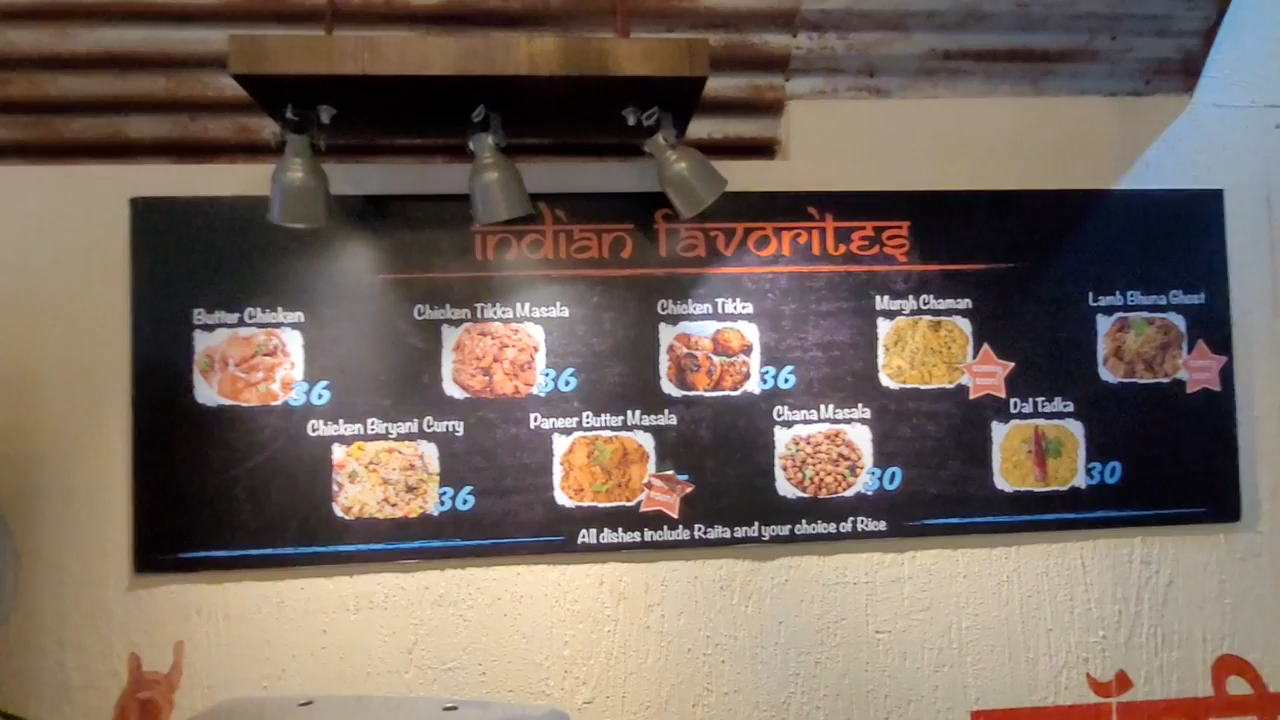 indian favorites
Butter Chicken
36
Chicken Tikka Masala
36
Chicken Tikka
36
Murgh Chaman
Lamb Bhuna Ghost
Chicken Biryani Curry
36
Paneer Butter Masala
Chana Masala
30
Dal Tadka
30
All dishes include Raita and your choice of Rice